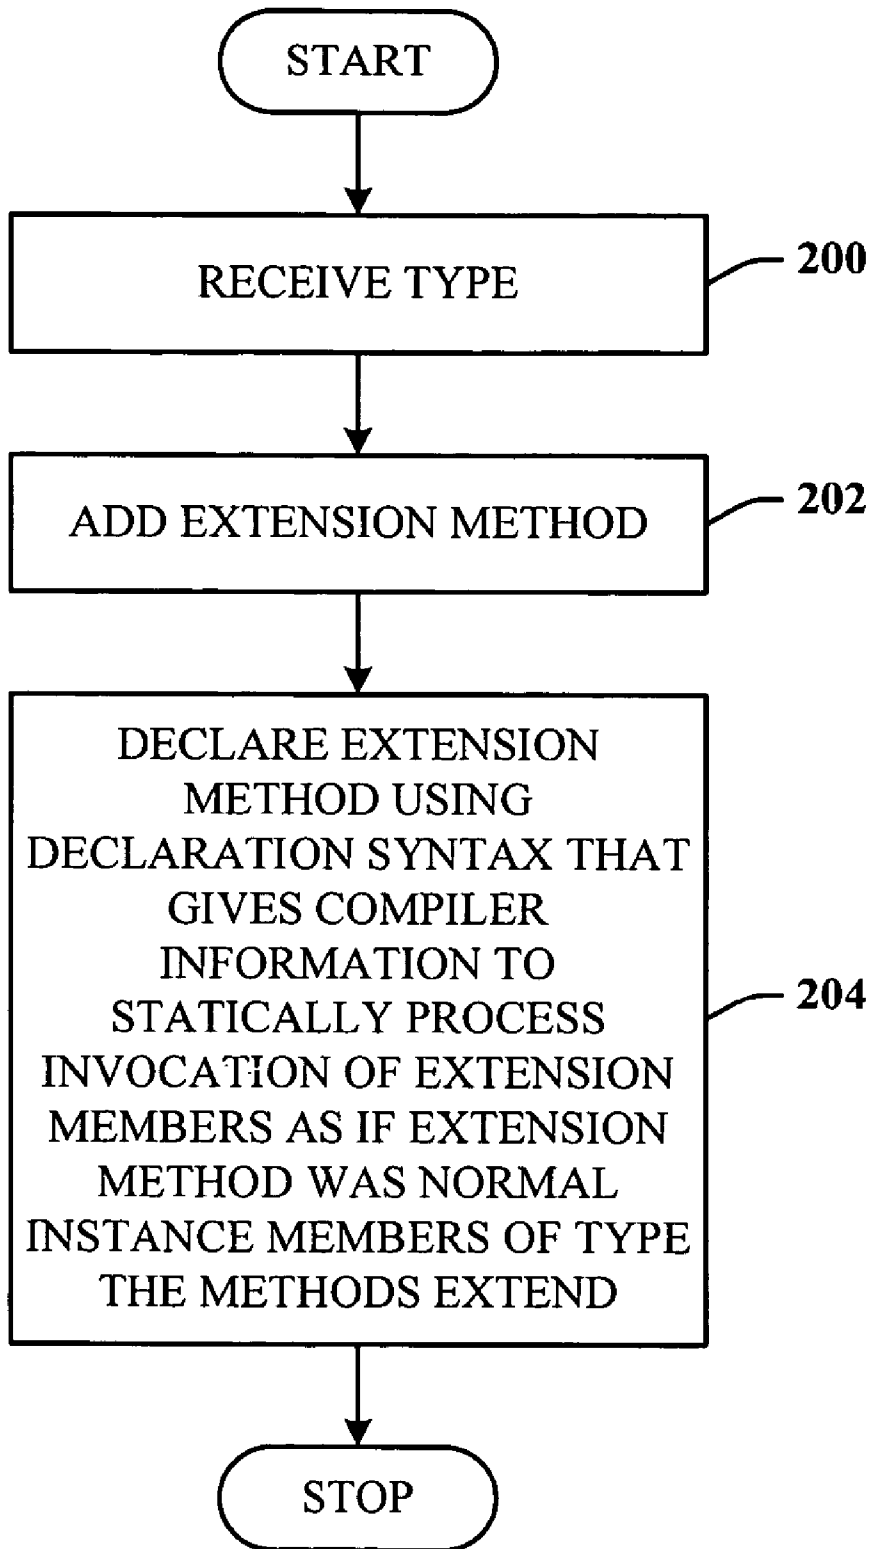 START
RECEIVE TYPE
200
ADD EXTENSION METHOD
202
DECLARE EXTENSION
METHOD USING
DECLARATION SYNTAX THAT
GIVES COMPILER
INFORMATION TO
STATICALLY PROCESS
INVOCATION OF EXTENSION
MEMBERS AS IF EXTENSION
METHOD WAS NORMAL
INSTANCE MEMBERS OF TYPE
THE METHODS EXTEND
204
STOP